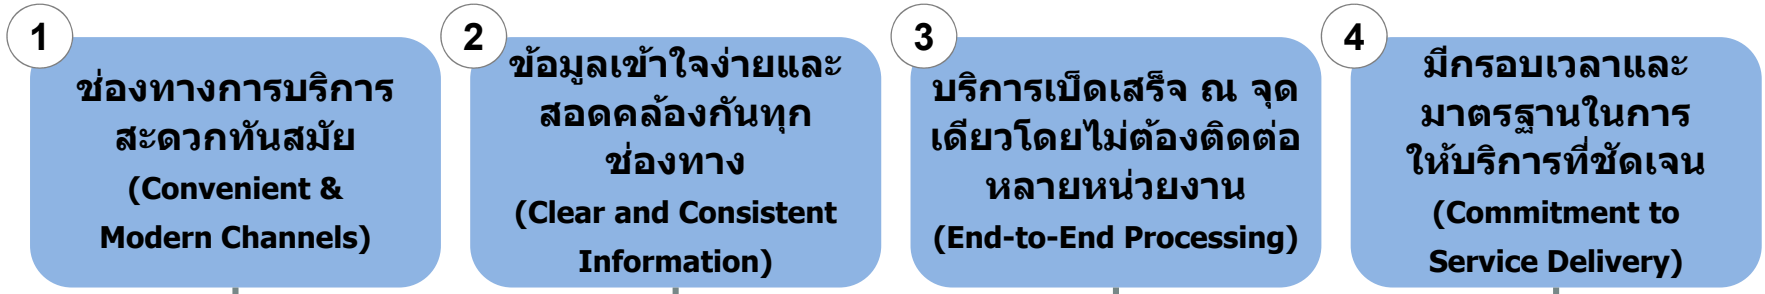 1
ช่องทางการบริการ
สะดวกทันสมัย
(Convenient &
Modern Channels)
2
ข้อมูลเข้าใจง่ายและ
สอดคล้องกันทุก
ช่องทาง
(Clear and Consistent
Information)
3
บริการเบ็ดเสร็จ ณ จุด
เดียวโดยไม่ต้องติดต่อ
หลายหน่วยงาน
(End-to-End Processing)
4
มีกรอบเวลาและ
มาตรฐานในการ
ให้บริการที่ชัดเจน
(Commitment to
Service Delivery)